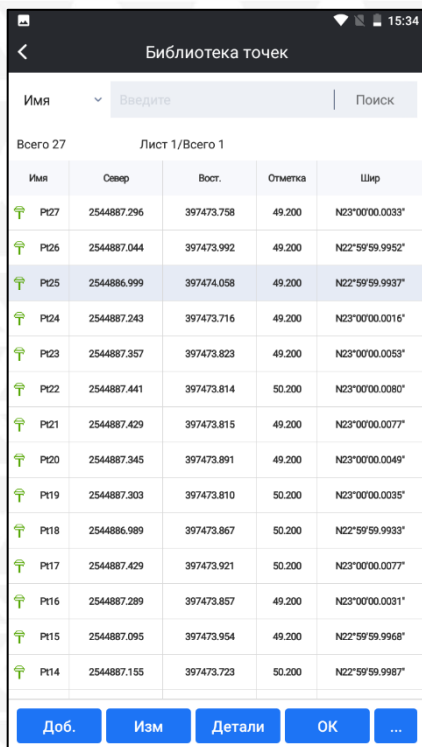 15:34
Библиотека точек
Имя Введите Поиск
Всего 27 Лист 1/Всего 1
Имя Север Вост. Отметка Шир
Pt27 2544887.296 397473.758 49.200 N23°00'00.0033"
Pt26 2544887.044 397473.992 49.200 N22°59'59.9952"
Pt25 2544886.999 397474.058 49.200 N22°59'59.9937"
Pt24 2544887.243 397473.716 49.200 N23°00'00.0016"
Pt23 2544887.357 397473.823 49.200 N23°00'00.0053"
Pt22 2544887.441 397473.814 50.200 N23°00'00.0080"
Pt21 2544887.429 397473.815 49.200 N23°00'00.0077"
Pt20 2544887.345 397473.891 49.200 N23°00'00.0049"
Pt19 2544887.303 397473.810 50.200 N23°00'00.0035"
Pt18 2544886.989 397473.867 50.200 N22°59'59.9933"
Pt17 2544887.429 397473.921 50.200 N23°00'00.0077"
Pt16 2544887.289 397473.857 49.200 N23°00'00.0031"
Pt15 2544887.095 397473.954 49.200 N22°59'59.9968"
Pt14 2544887.155 397473.723 50.200 N22°59'59.9987"
Доб. Изм Детали ОК ...